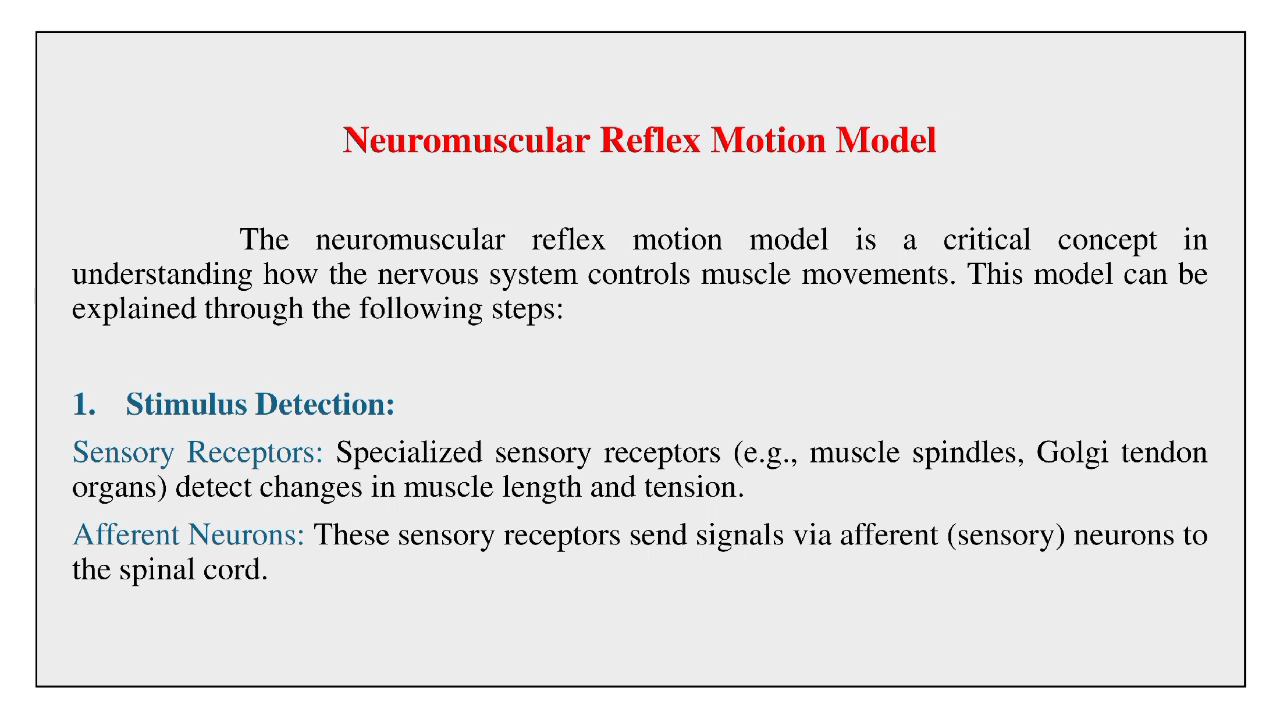 Neuromuscular Reflex Motion Model
The neuromuscular reflex motion model is a critical concept in
understanding how the nervous system controls muscle movements. This model can be
explained through the following steps:
1. Stimulus Detection:
Sensory Receptors: Specialized sensory receptors (e.g., muscle spindles, Golgi tendon
organs) detect changes in muscle length and tension.
Afferent Neurons: These sensory receptors send signals via afferent (sensory) neurons to
the spinal cord.